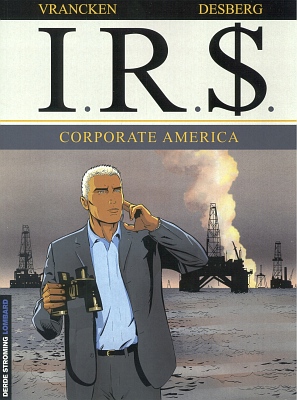 VRANCKEN DESBERG
I.R.$.
CORPORATE AMERICA
DERDE STROMING LOMBARD